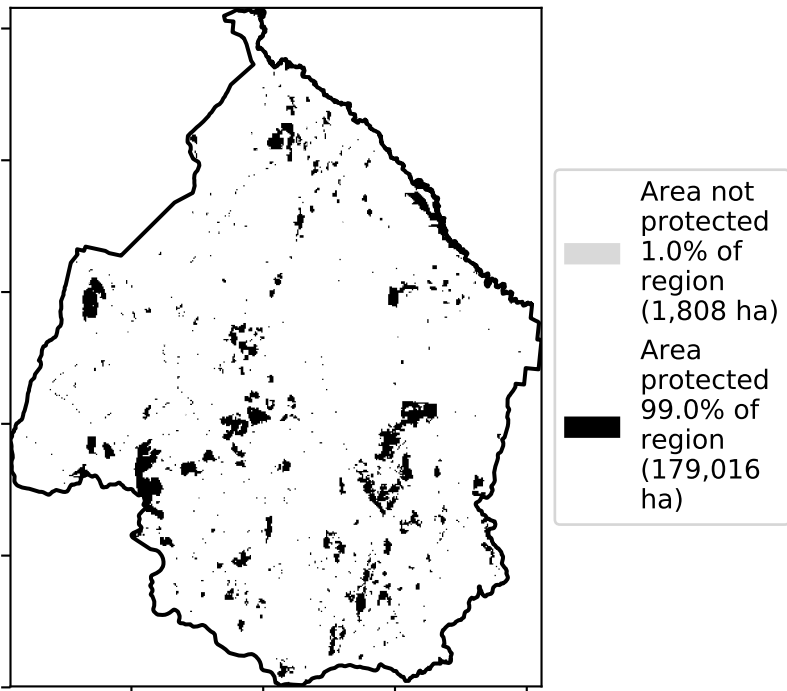 Area not
protected
1.0% of
region
(1,808 ha)
Area
protected
99.0% of
region
(179,016
ha)